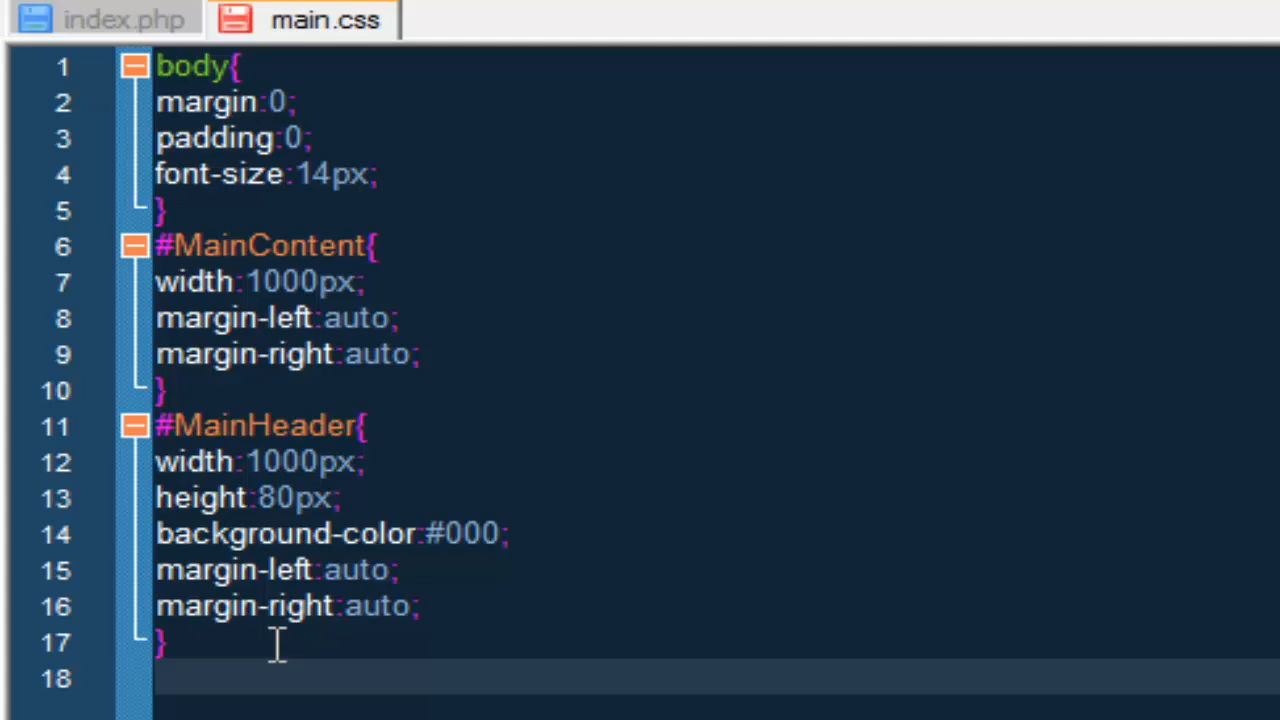 index.php main.css
1 body{
2 margin:0;
3 padding:0;
4 font-size:14px;
5 }
6 #MainContent{
7 width:1000px;
8 margin-left:auto;
9 margin-right:auto;
10 }
11 #MainHeader{
12 width:1000px;
13 height:80px;
14 background-color:#000;
15 margin-left:auto;
16 margin-right:auto;
17 }
18